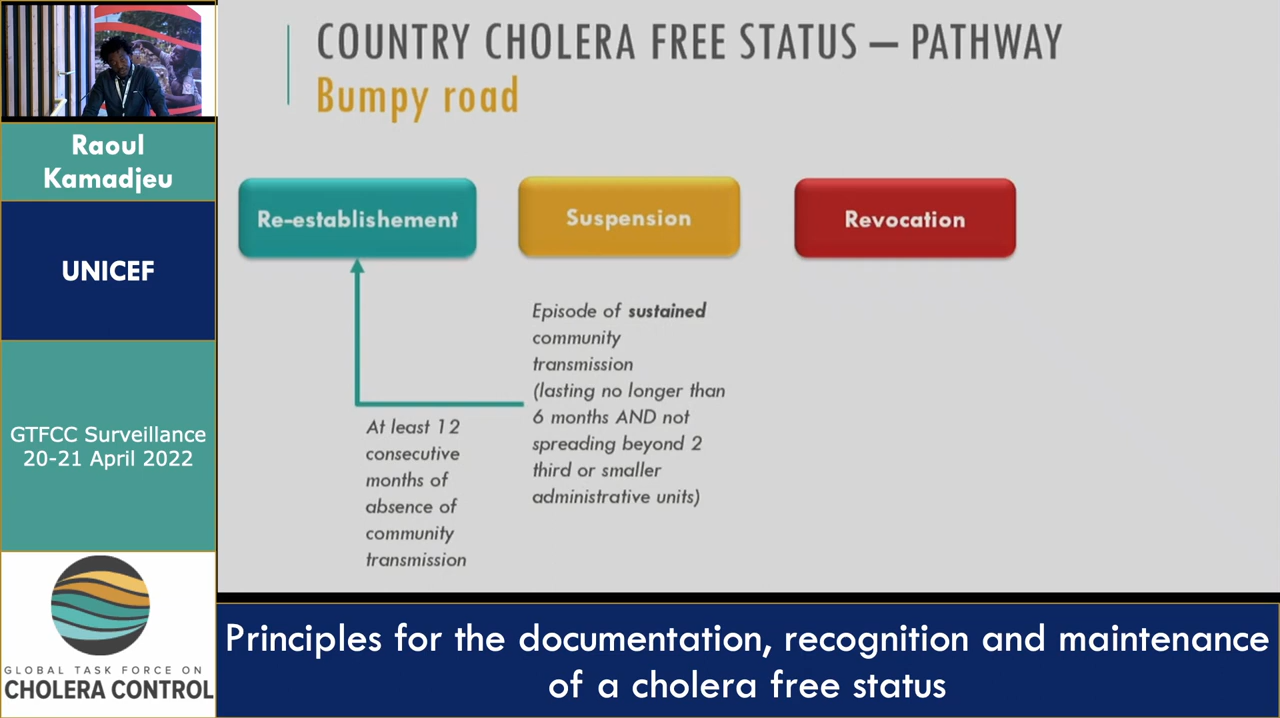 COUNTRY CHOLERA FREE STATUS – PATHWAY
Bumpy road
Raoul
Kamadjeu
UNICEF
GTFCC Surveillance
20-21 April 2022
GLOBAL TASK FORCE ON
CHOLERA CONTROL
Re-establishement
Suspension
Revocation
Episode of sustained
community
transmission
(lasting no longer than
6 months AND not
spreading beyond 2
third or smaller
administrative units)
At least 12
consecutive
months of
absence of
community
transmission
Principles for the documentation, recognition and maintenance
of a cholera free status